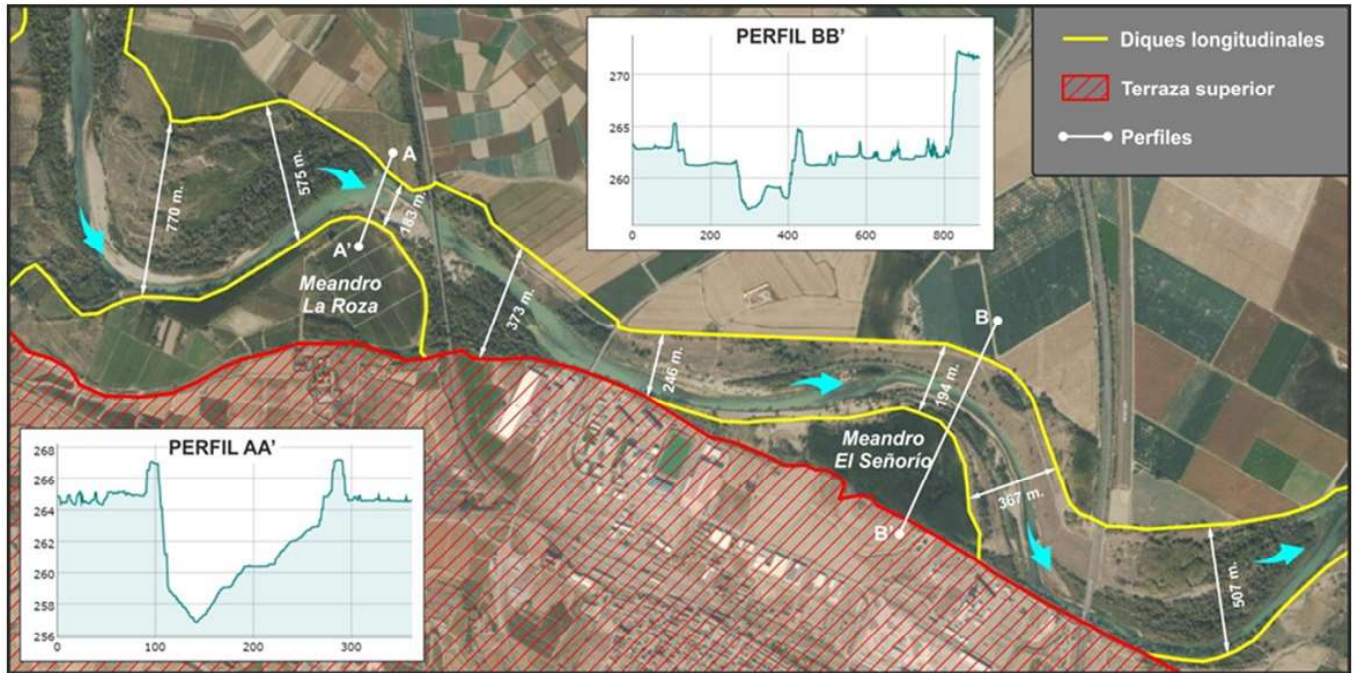 PERFIL BB'
270
265
260
0
200
400
600
800
Diques longitudinales
Terraza superior
Perfiles
770 m.
575 m.
A
A'
183 m.
Meandro
La Roza
373 m.
246 m.
194 m.
B
Meandro
El Señorío
B'
367 m.
507 m.
PERFIL AA'
268
266
264
262
260
258
256
0
100
200
300